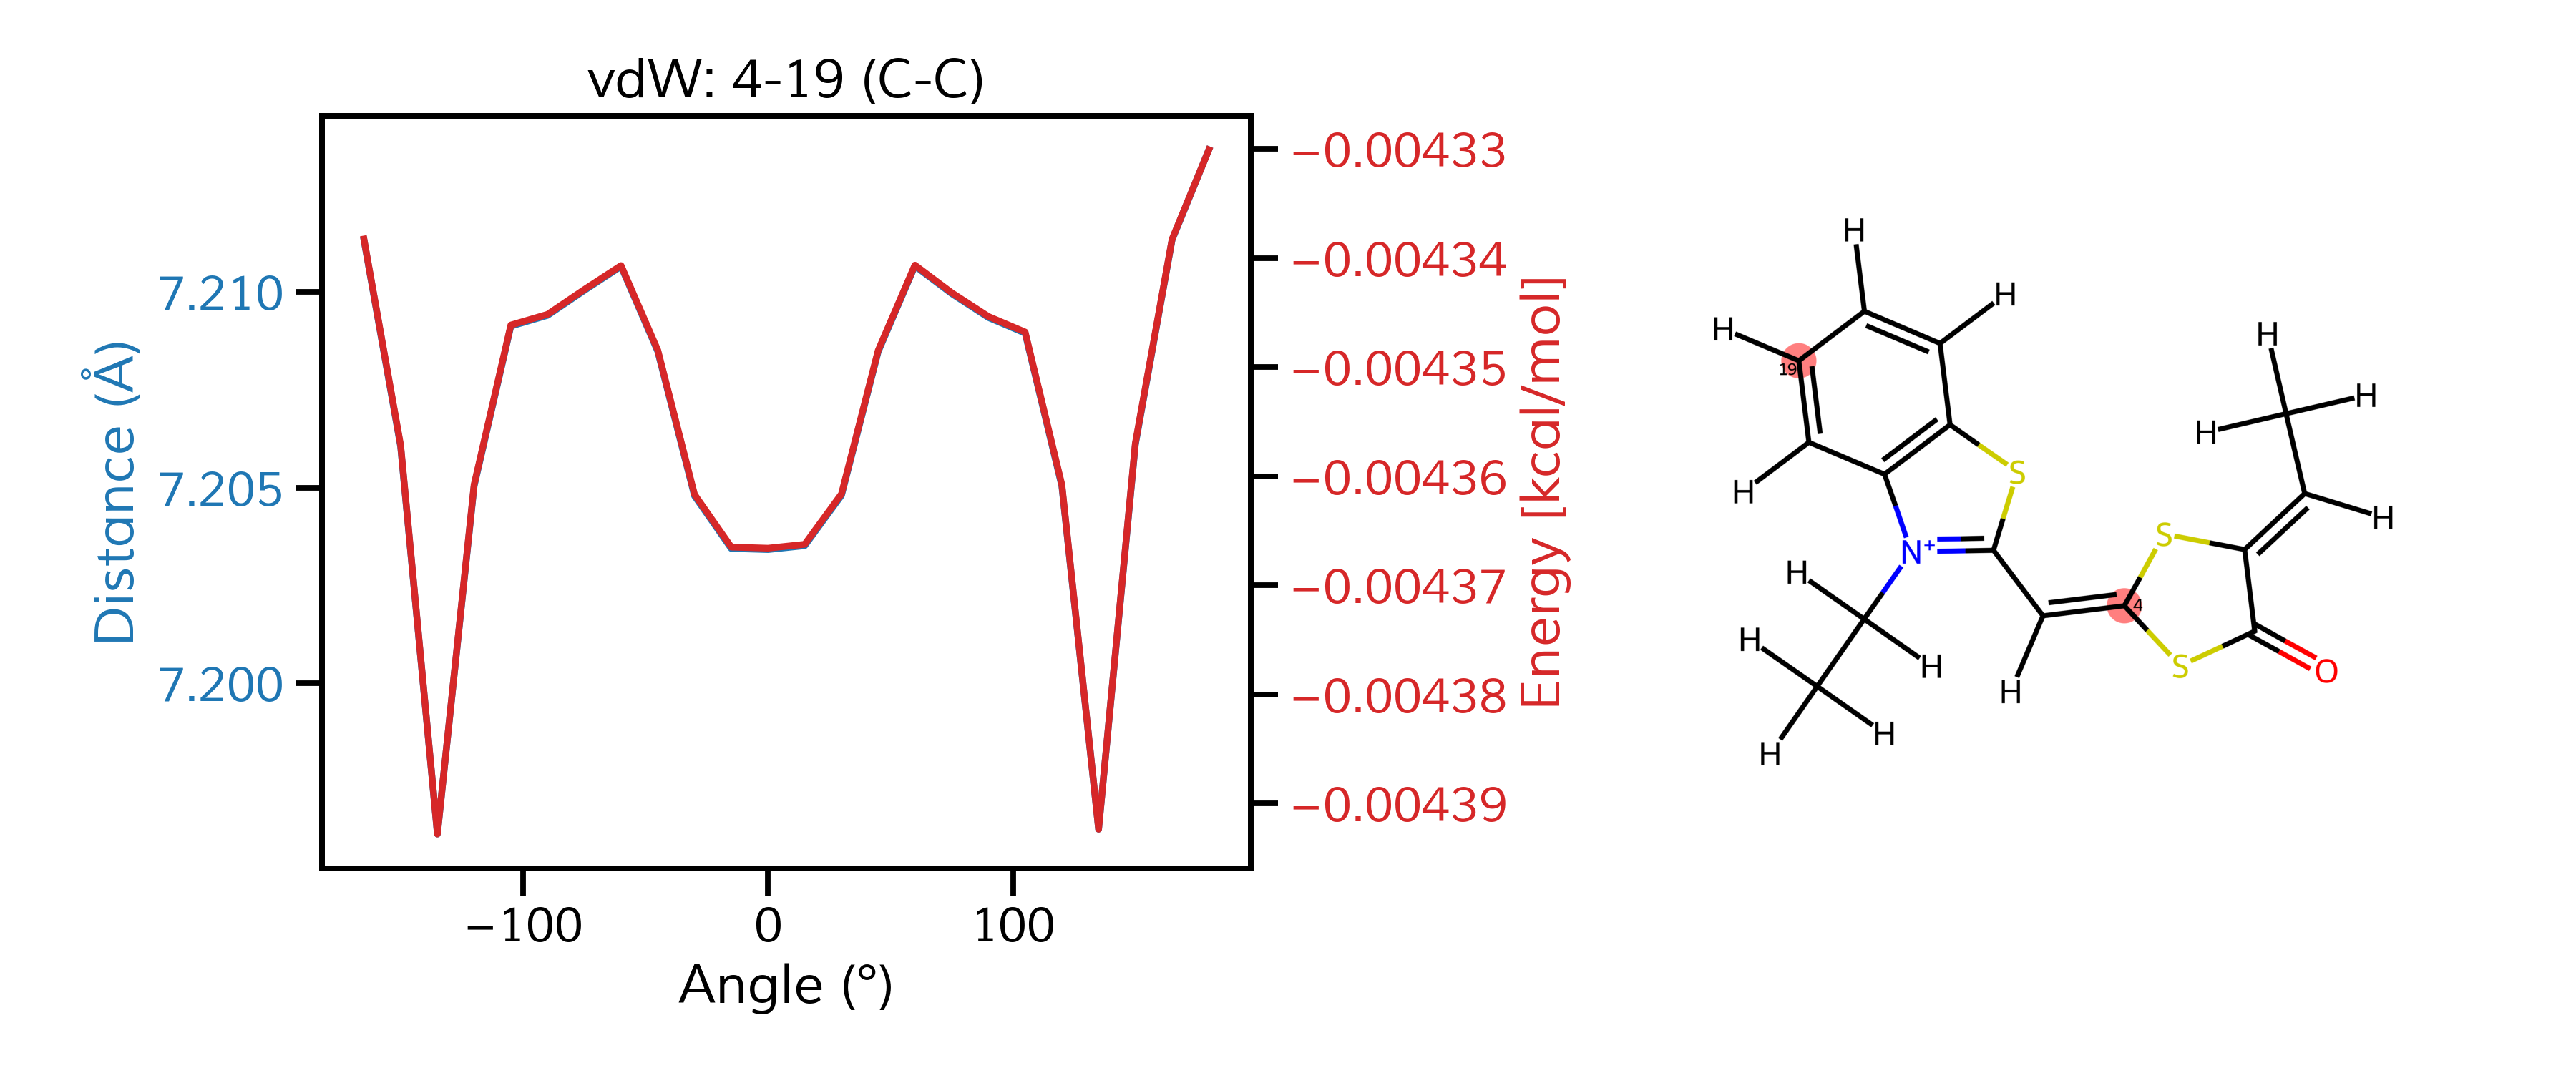 vdW: 4-19 (C-C)
Distance (Å)
7.210
7.205
7.200
−100
0
100
Angle (°)
−0.00433
−0.00434
−0.00435
−0.00436
−0.00437
−0.00438
−0.00439
Energy [kcal/mol]
H
H
H
H
19
H
H
H
S
H
H
S
N+
H
4
H
H
S
O
H
H
H